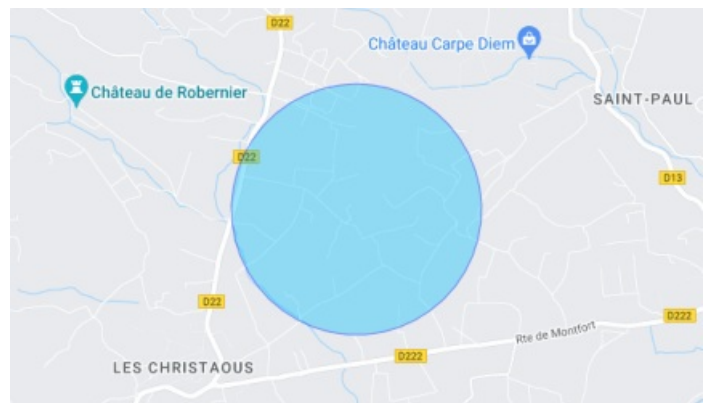 D22
Château Carpe Diem
Château de Robernier
SAINT-PAUL
D22
D13
D22
D222
Rte de Montfort
D222
LES CHRISTAOUS